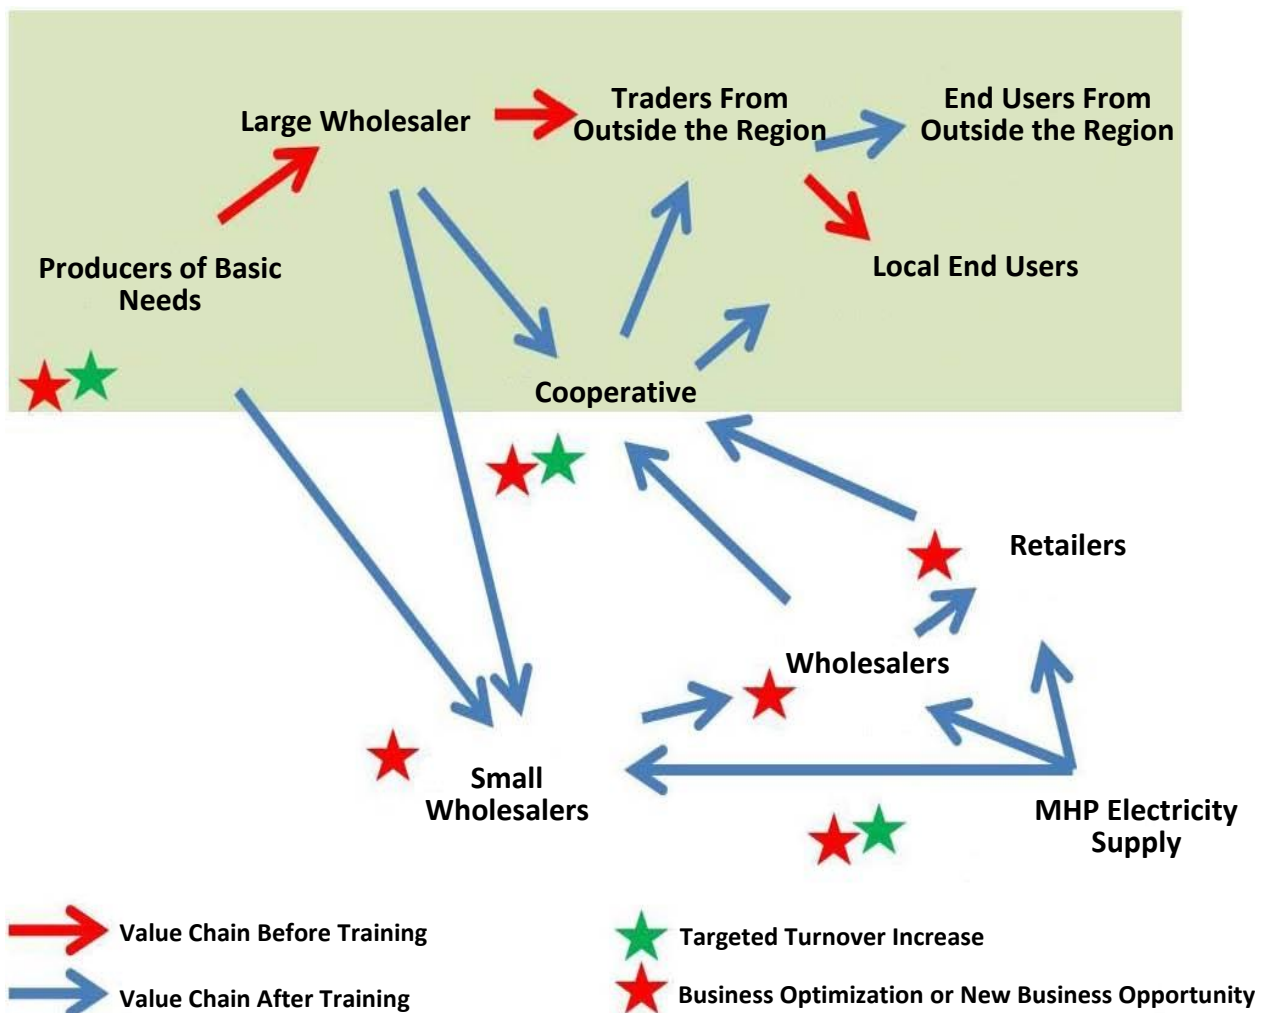 Large Wholesaler
Traders From
Outside the Region
End Users From
Outside the Region
Producers of Basic
Needs
Local End Users
Cooperative
Retailers
Wholesalers
Small
Wholesalers
MHP Electricity
Supply
Value Chain Before Training
Targeted Turnover Increase
Value Chain After Training
Business Optimization or New Business Opportunity